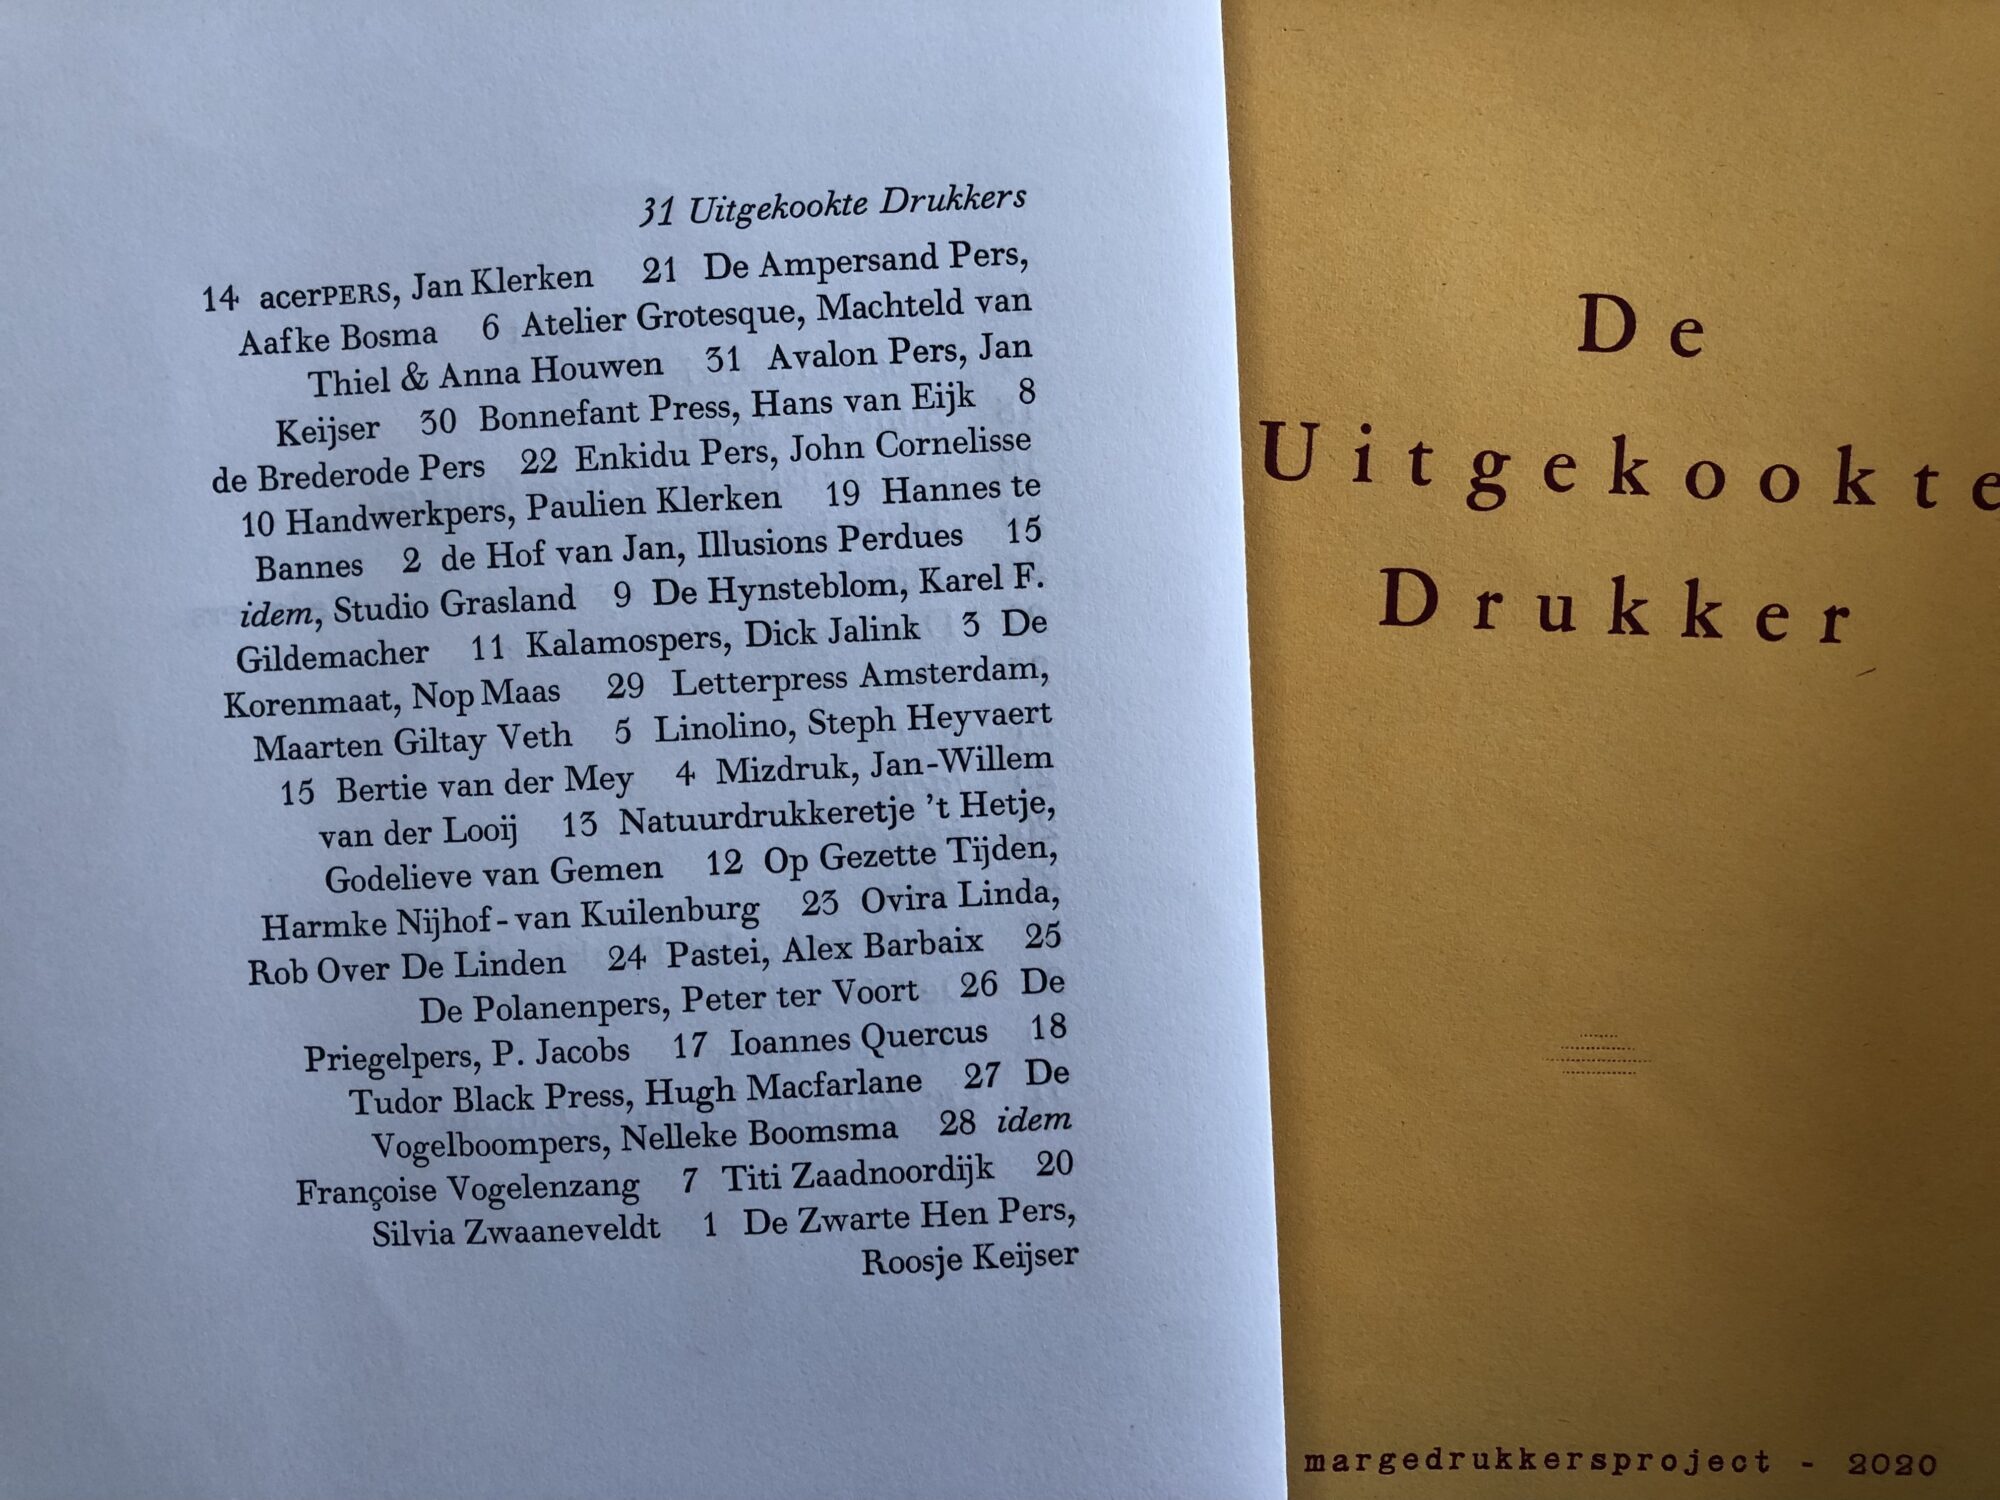 31 Uitgekookte Drukkers
14 acerPERS, Jan Klerken 21 De Ampersand Pers,
Aafke Bosma 6 Atelier Grotesque, Machteld van
Thiel & Anna Houwen 31 Avalon Pers, Jan
Keijser 30 Bonnefant Press, Hans van Eijk 8
de Brederode Pers 22 Enkidu Pers, John Cornelisse
10 Handwerkpers, Paulien Klerken 19 Hannes te
Bannes 2 de Hof van Jan, Illusions Perdues 15
idem, Studio Grasland 9 De Hynsteblom, Karel F.
Gildemacher 11 Kalamospers, Dick Jalink 3 De
Korenmaat, Nop Maas 29 Letterpress Amsterdam,
Maarten Giltay Veth 5 Linolino, Steph Heyvaert
15 Bertie van der Mey 4 Mizdruk, Jan-Willem
van der Looij 13 Natuurdrukkeretje 't Hetje,
Godelieve van Gemen 12 Op Gezette Tijden,
Harmke Nijhof-van Kuilenburg 23 Ovira Linda,
Rob Over De Linden 24 Pastei, Alex Barbaix 25
De Polanenpers, Peter ter Voort 26 De
Priegelpers, P. Jacobs 17 Ioannes Quercus 18
Tudor Black Press, Hugh Macfarlane 27 De
Vogelboompers, Nelleke Boomsma 28 idem
Françoise Vogelenzang 7 Titi Zaadnoordijk 20
Silvia Zwaaneveldt 1 De Zwarte Hen Pers,
Roosje Keijser
De
Uitgekookte
Drukker
margedrukkersproject - 2020